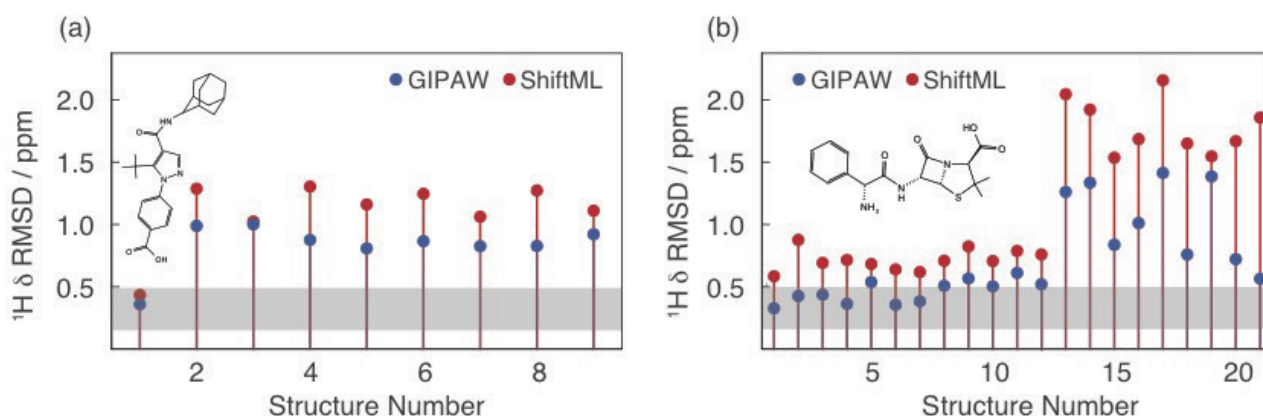 (a)
GIPAW ShiftML
2.0
1.5
1.0
0.5
¹H δ RMSD / ppm
2 4 6 8
Structure Number
HN
O
N
N
O
OH
(b)
GIPAW ShiftML
2.0
1.5
1.0
0.5
¹H δ RMSD / ppm
5 10 15 20
Structure Number
O
NH₂
N
H
O
N
S
HO
O